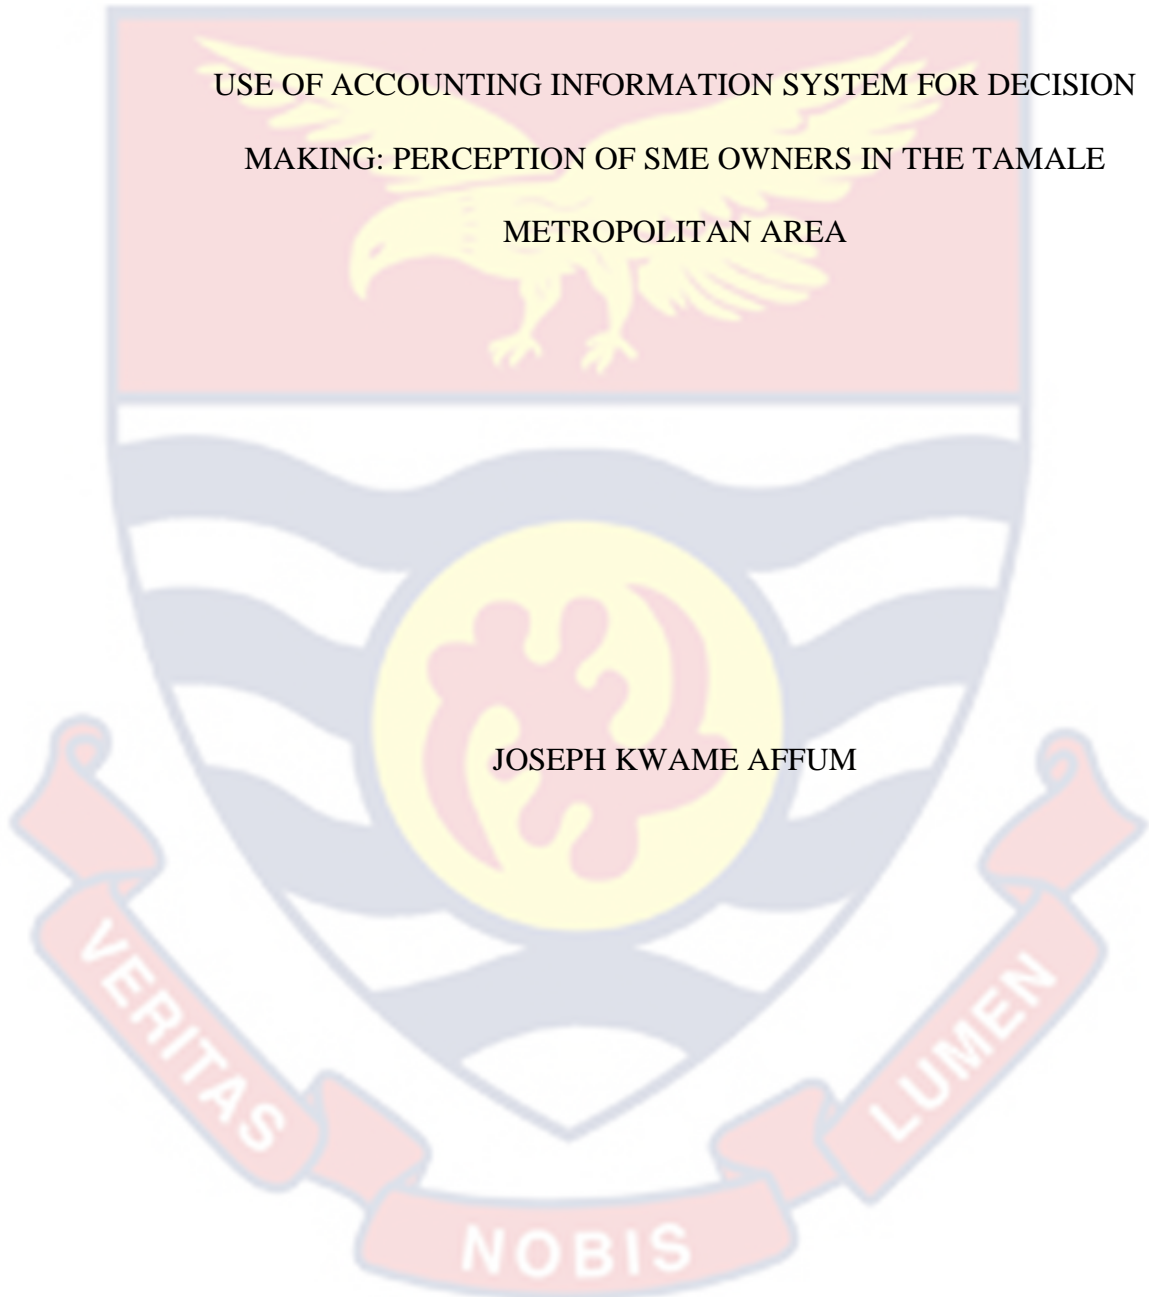 USE OF ACCOUNTING INFORMATION SYSTEM FOR DECISION
MAKING: PERCEPTION OF SME OWNERS IN THE TAMALE
METROPOLITAN AREA
JOSEPH KWAME AFFUM
VERITAS
NOBIS
LUMEN